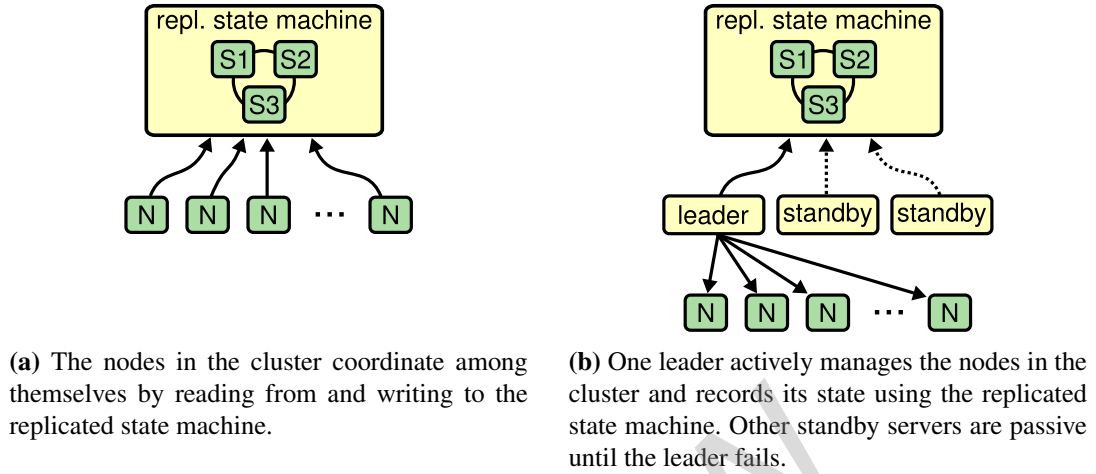 repl. state machine
S1 S2
S3
N N N ... N
(a) The nodes in the cluster coordinate among
themselves by reading from and writing to the
replicated state machine.
repl. state machine
S1 S2
S3
leader standby standby
N N N ... N
(b) One leader actively manages the nodes in the
cluster and records its state using the replicated
state machine. Other standby servers are passive
until the leader fails.